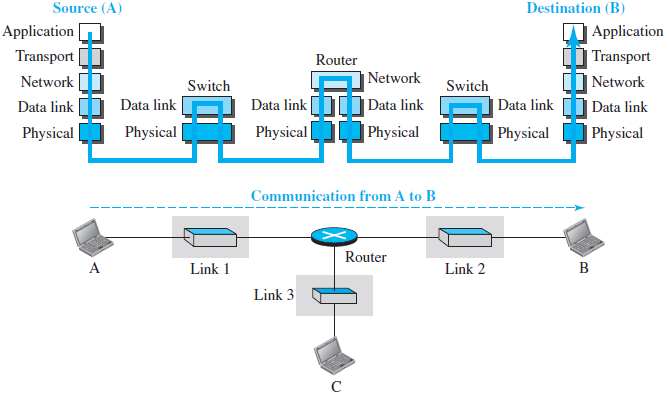 Source (A)
Destination (B)
Application
Application
Transport
Router
Transport
Network
Switch
Network
Switch
Network
Data link
Data link
Data link
Data link
Data link
Data link
Physical
Physical
Physical
Physical
Physical
Physical
Communication from A to B
Router
A
Link 1
Link 2
B
Link 3
C